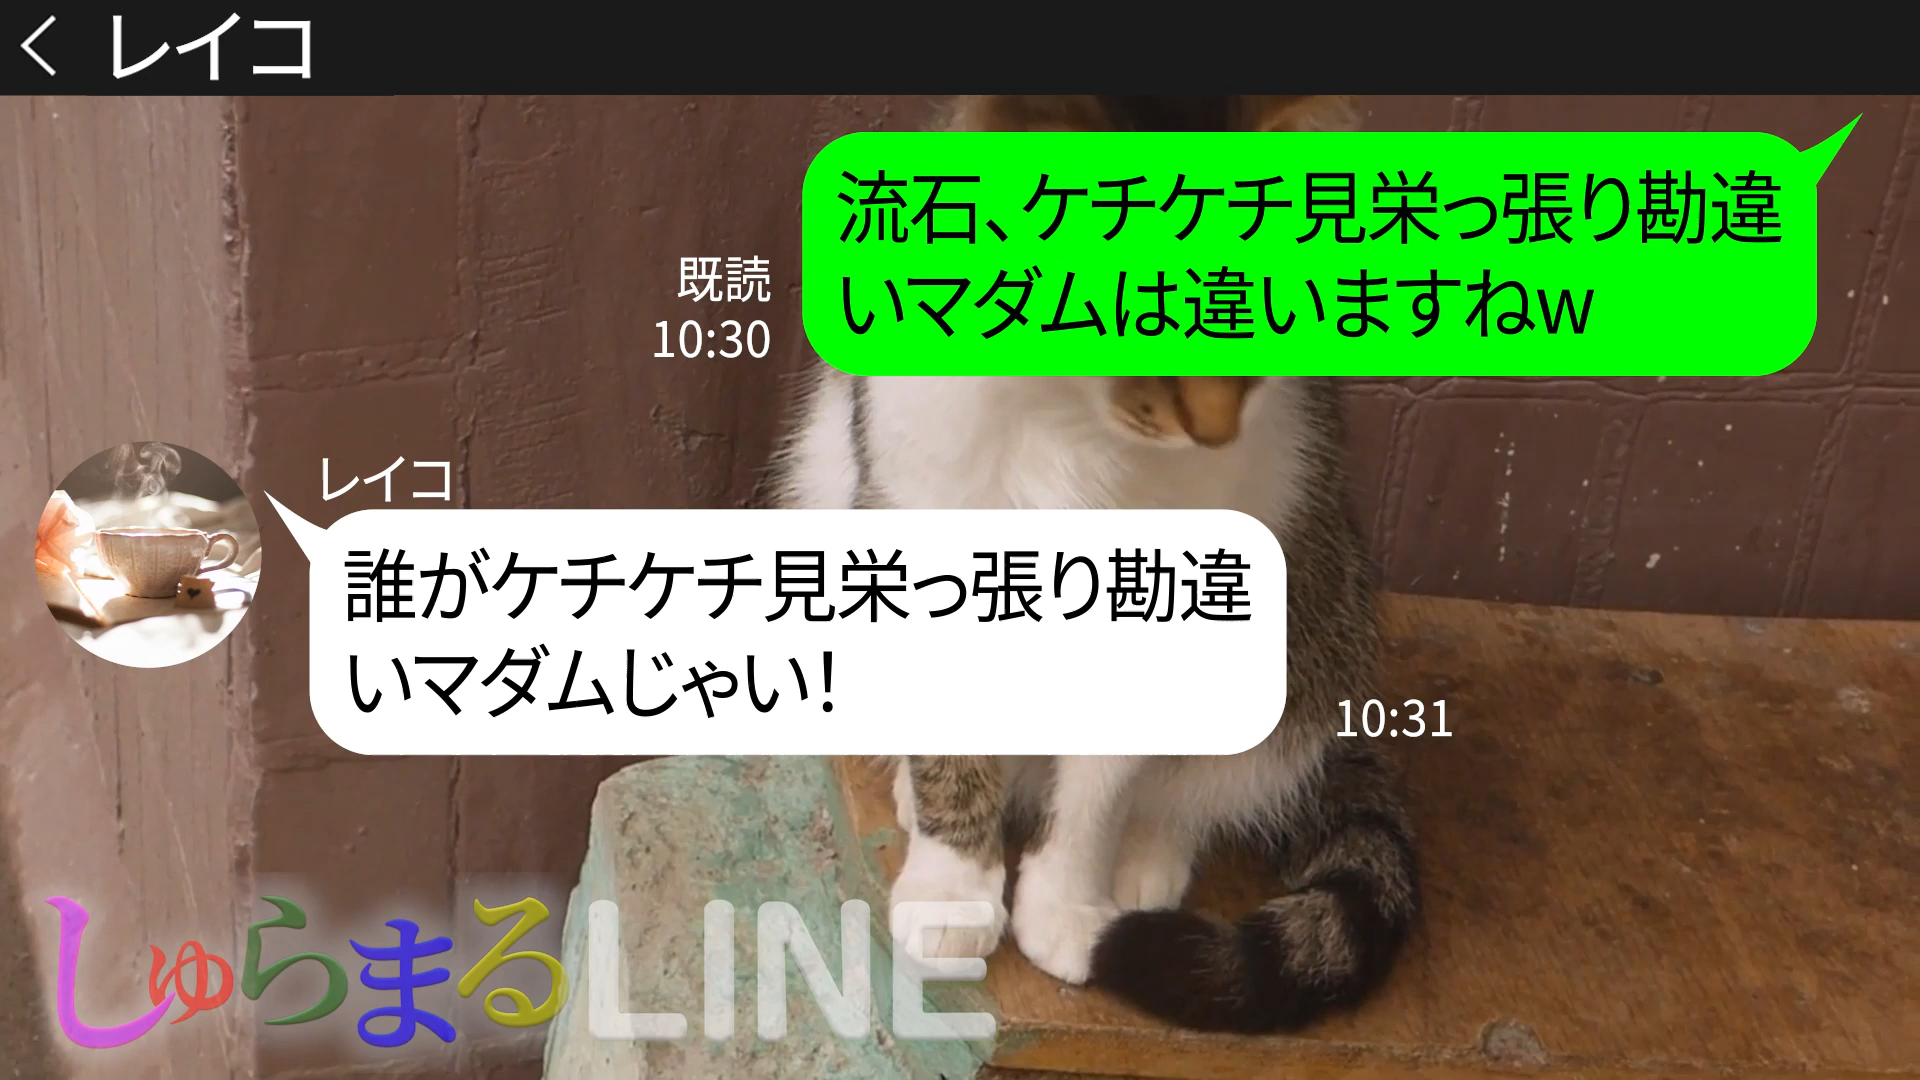 レイコ
流石、ケチケチ見栄っ張り勘違
いマダムは違いますねw
既読
10:30
レイコ
誰がケチケチ見栄っ張り勘違
いマダムじゃい！
10:31
しゅらまるLINE